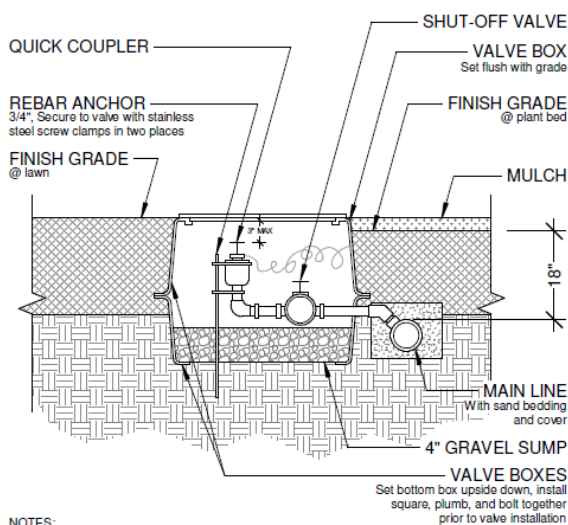 SHUT-OFF VALVE
QUICK COUPLER
VALVE BOX
Set flush with grade
REBAR ANCHOR
3/4", Secure to valve with stainless
steel screw clamps in two places
FINISH GRADE
@ plant bed
FINISH GRADE
@ lawn
MULCH
3" MAX
18"
MAIN LINE
With sand bedding
and cover
4" GRAVEL SUMP
VALVE BOXES
Set bottom box upside down, install
square, plumb, and bolt together
prior to valve installation
NOTES: